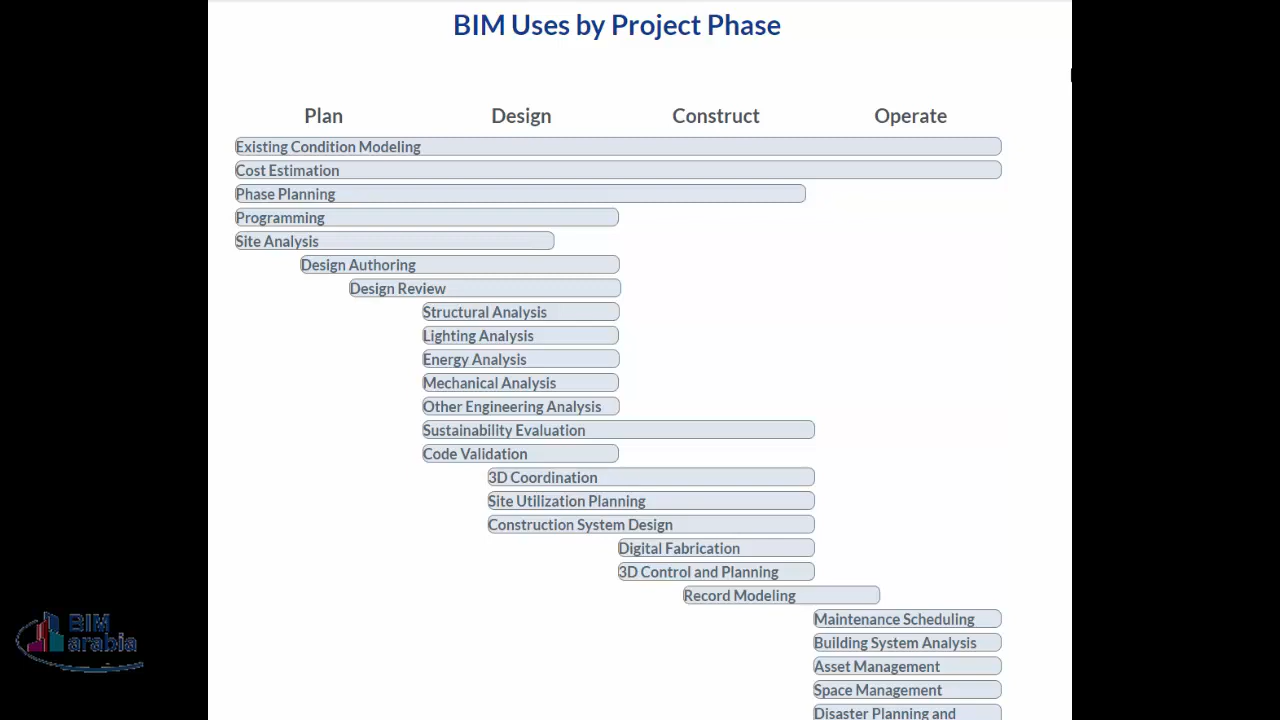 BIM Uses by Project Phase
Plan Design Construct Operate
Existing Condition Modeling
Cost Estimation
Phase Planning
Programming
Site Analysis
Design Authoring
Design Review
Structural Analysis
Lighting Analysis
Energy Analysis
Mechanical Analysis
Other Engineering Analysis
Sustainability Evaluation
Code Validation
3D Coordination
Site Utilization Planning
Construction System Design
Digital Fabrication
3D Control and Planning
Record Modeling
Maintenance Scheduling
Building System Analysis
Asset Management
Space Management
Disaster Planning and
BIM
arabia